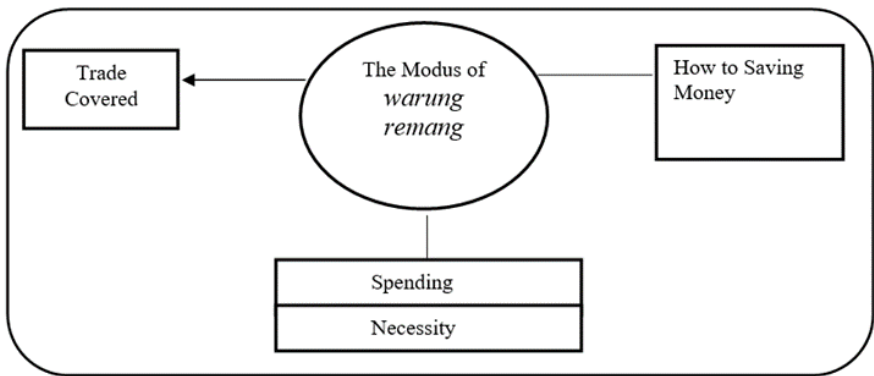 Trade
Covered
The Modus of
warung
remang
How to Saving
Money
Spending
Necessity